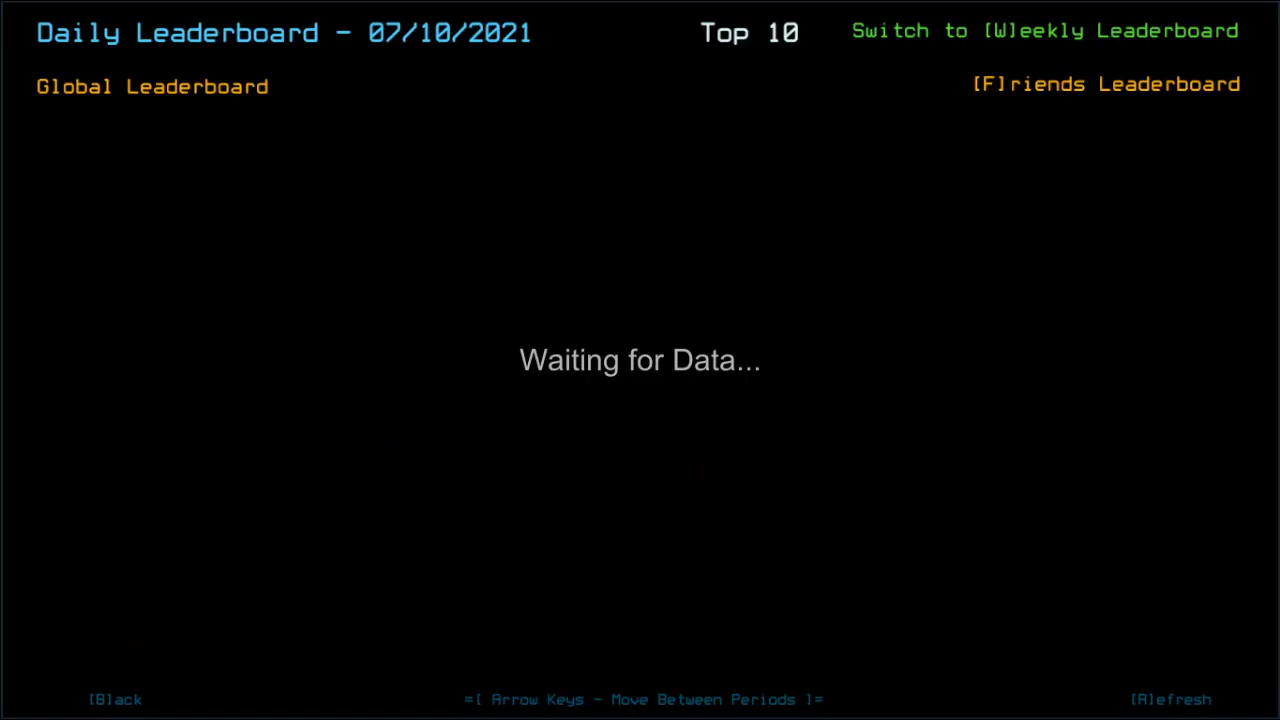 Daily Leaderboard - 07/10/2021
Top 10
Switch to [W]eekly Leaderboard
Global Leaderboard
[F]riends Leaderboard
Waiting for Data...
[B]ack
=[ Arrow Keys - Move Between Periods ]=
[R]efresh